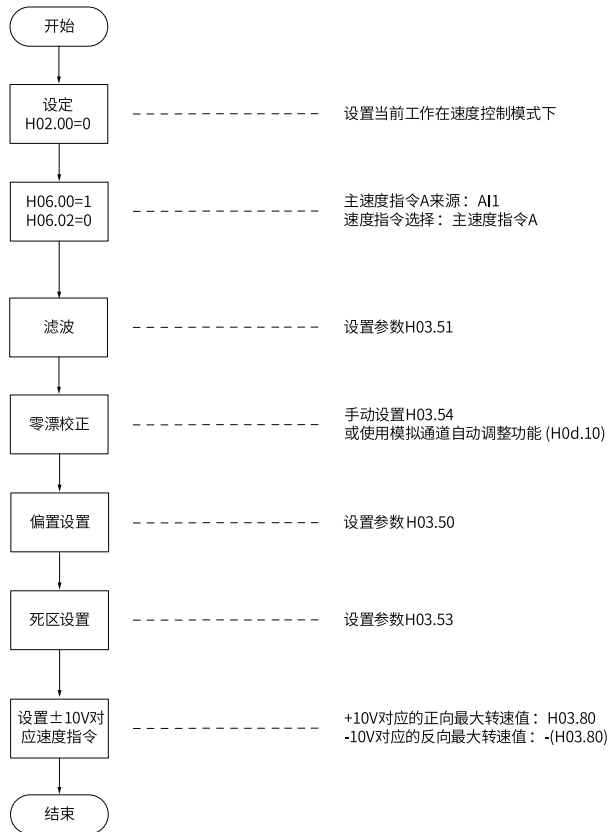 开始
设定
H02.00=0
设置当前工作在速度控制模式下
H06.00=1
H06.02=0
主速度指令A来源：AI1
速度指令选择：主速度指令A
滤波
设置参数H03.51
零漂校正
手动设置H03.54
或使用模拟通道自动调整功能 (H0d.10)
偏置设置
设置参数H03.50
死区设置
设置参数H03.53
设置±10V对
应速度指令
+10V对应的正向最大转速值：H03.80
-10V对应的反向最大转速值：-(H03.80)
结束